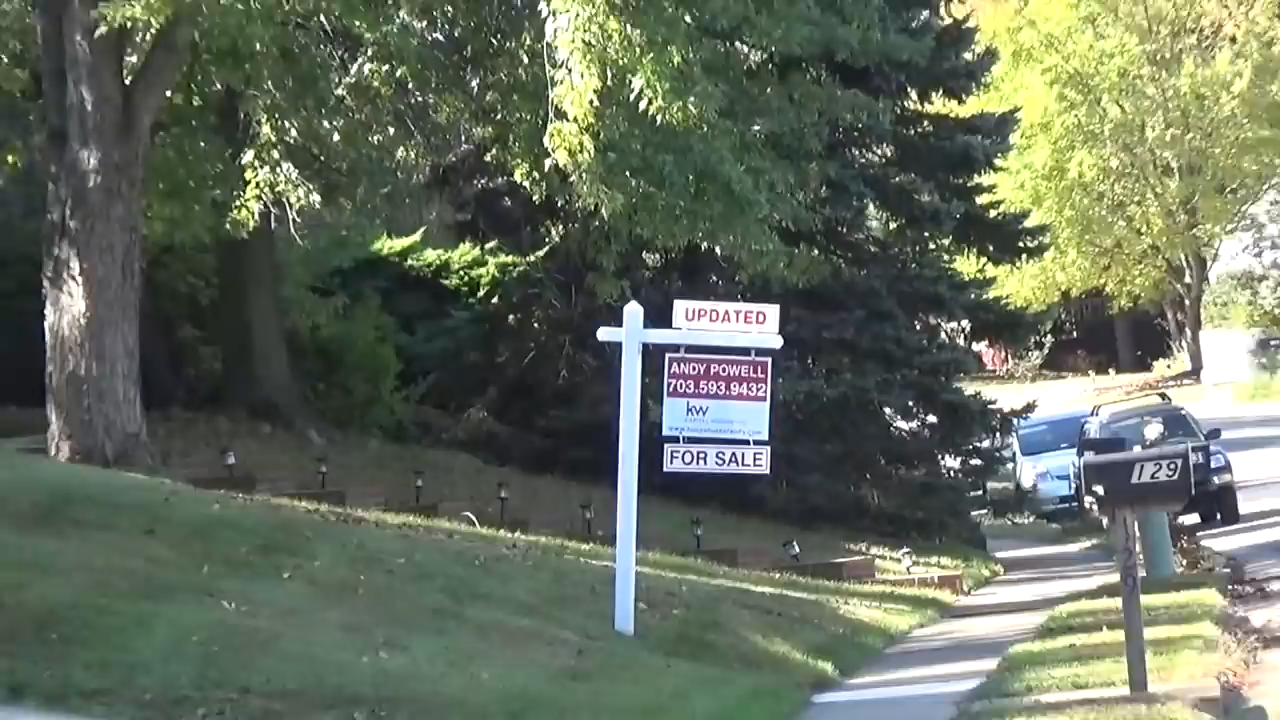 UPDATED
ANDY POWELL
703.593.9432
kw
FOR SALE
129